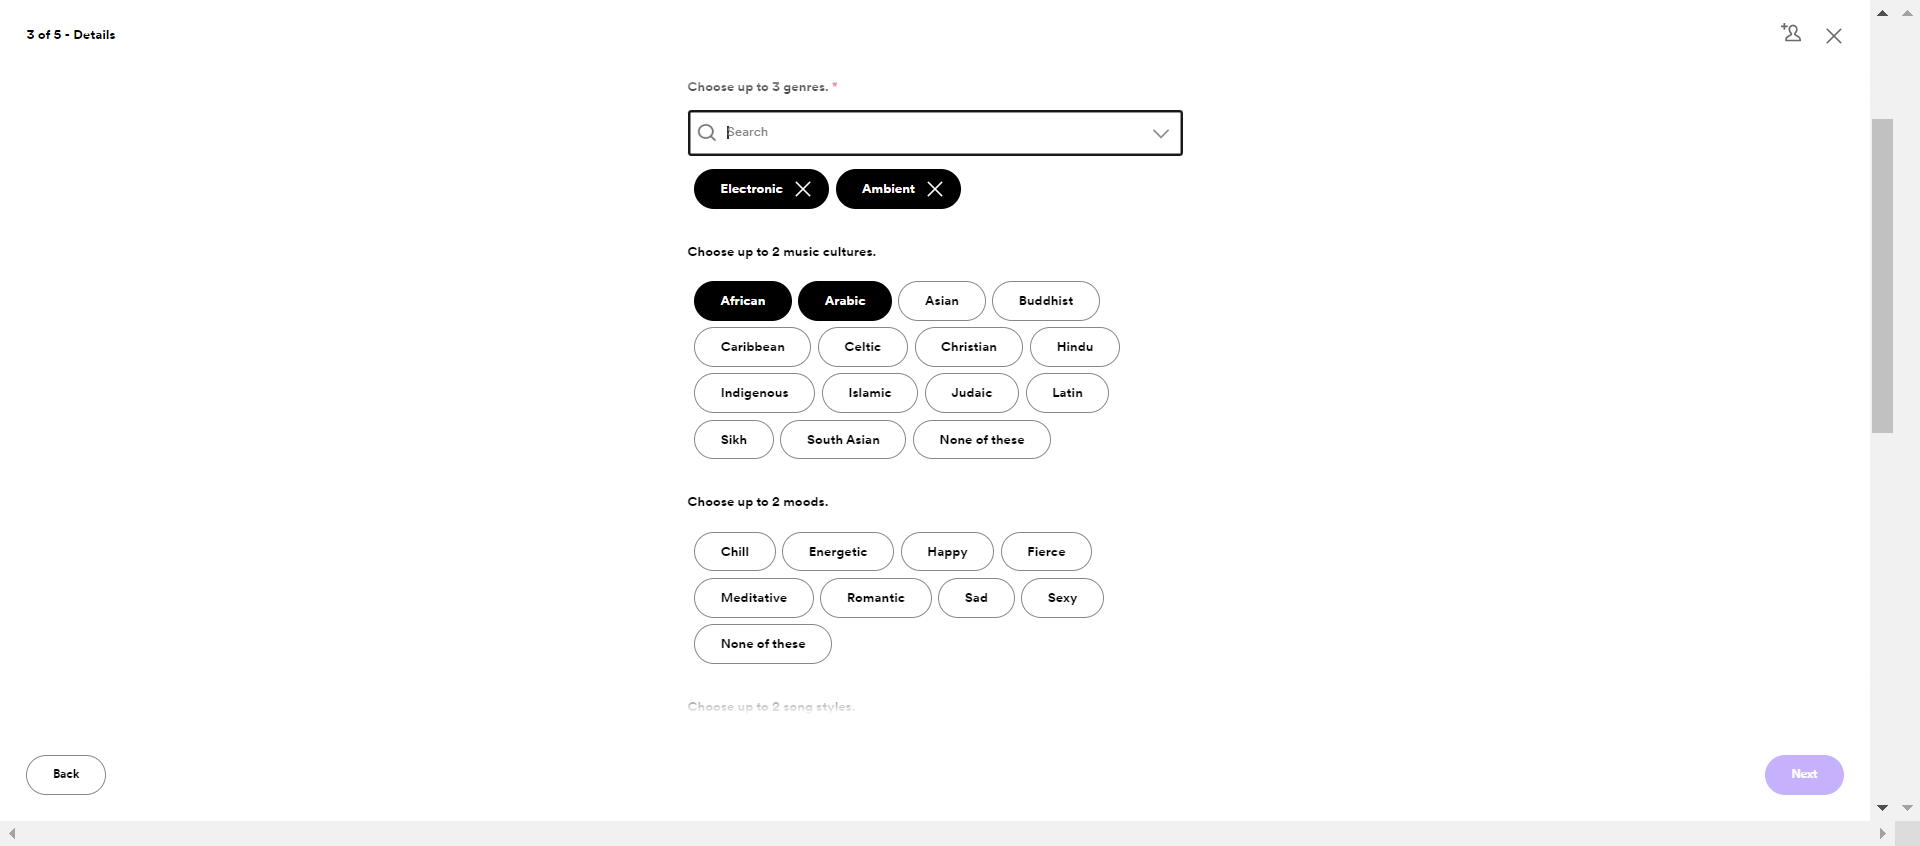 3 of 5 - Details
Choose up to 3 genres. *
Search
Electronic Ambient
Choose up to 2 music cultures.
African Arabic Asian Buddhist
Caribbean Celtic Christian Hindu
Indigenous Islamic Judaic Latin
Sikh South Asian None of these
Choose up to 2 moods.
Chill Energetic Happy Fierce
Meditative Romantic Sad Sexy
None of these
Choose up to 2 song styles.
Back Next